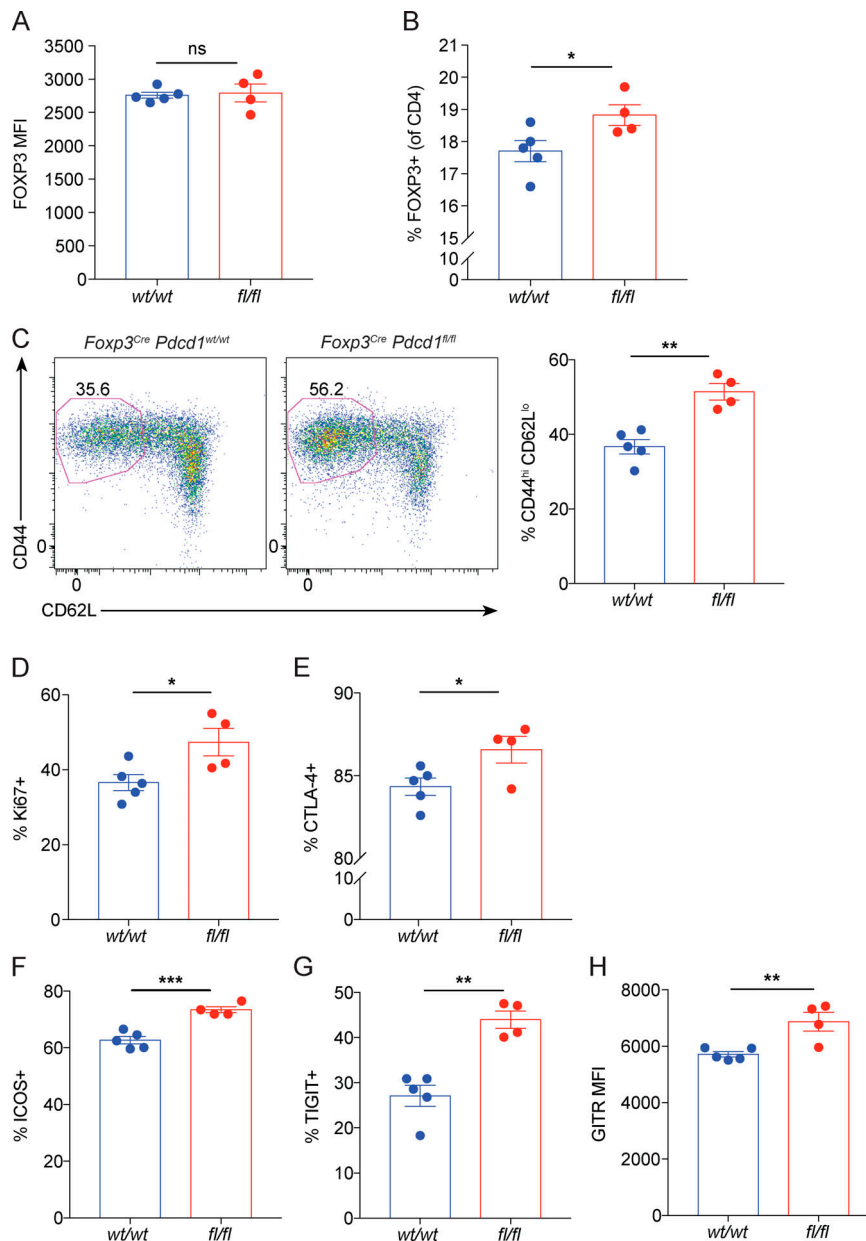 A
FOXP3 MFI
3500
3000
2500
2000
1500
1000
500
0
ns
wt/wt
fl/fl
B
% FOXP3+ (of CD4)
21
20
19
18
17
16
15
10
0
*
wt/wt
fl/fl
C
Foxp3Cre Pdcd1wt/wt
Foxp3Cre Pdcd1fl/fl
35.6
56.2
CD44
0
0
0
0
CD62L
% CD44hi CD62Llo
60
40
20
0
**
wt/wt
fl/fl
D
% Ki67+
60
40
20
0
*
wt/wt
fl/fl
E
% CTLA-4+
90
85
80
10
0
*
wt/wt
fl/fl
F
% ICOS+
80
60
40
20
0
***
wt/wt
fl/fl
G
% TIGIT+
50
40
30
20
10
0
**
wt/wt
fl/fl
H
GITR MFI
8000
6000
4000
2000
0
**
wt/wt
fl/fl